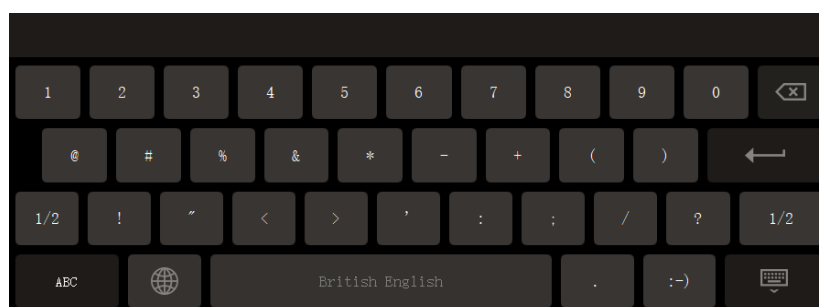 1 2 3 4 5 6 7 8 9 0
@ # % & * - + ( )
1/2 ! " < > ' : ; / ? 1/2
ABC British English . :-)